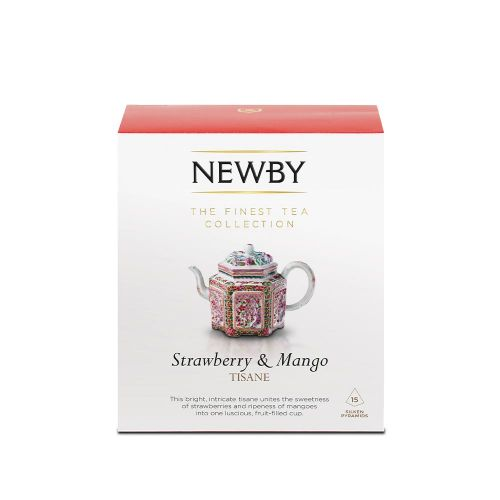 NEWBY
THE FINEST TEA
COLLECTION
Strawberry & Mango
TISANE
This bright, intricate tisane unites the sweetness
of strawberries and ripeness of mangoes
into one luscious, fruit-filled cup.
15
SILKEN
PYRAMIDS